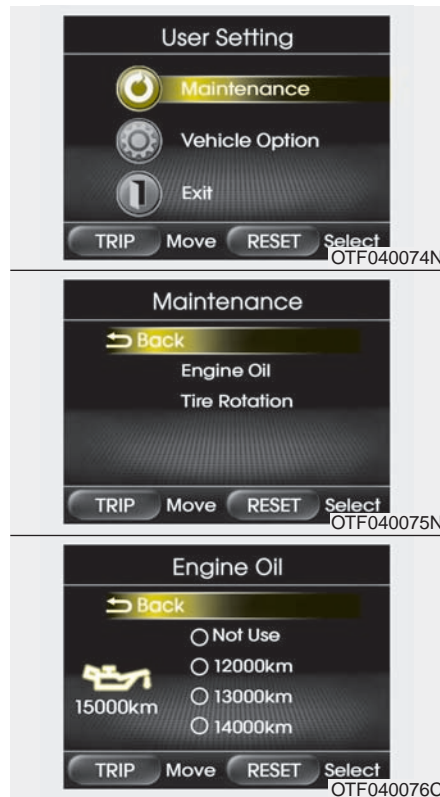 User Setting
Maintenance
Vehicle Option
Exit
TRIP Move RESET Select
OTF040074N
Maintenance
Back
Engine Oil
Tire Rotation
TRIP Move RESET Select
OTF040075N
Engine Oil
Back
Not Use
12000km
15000km
13000km
14000km
TRIP Move RESET Select
OTF040076C